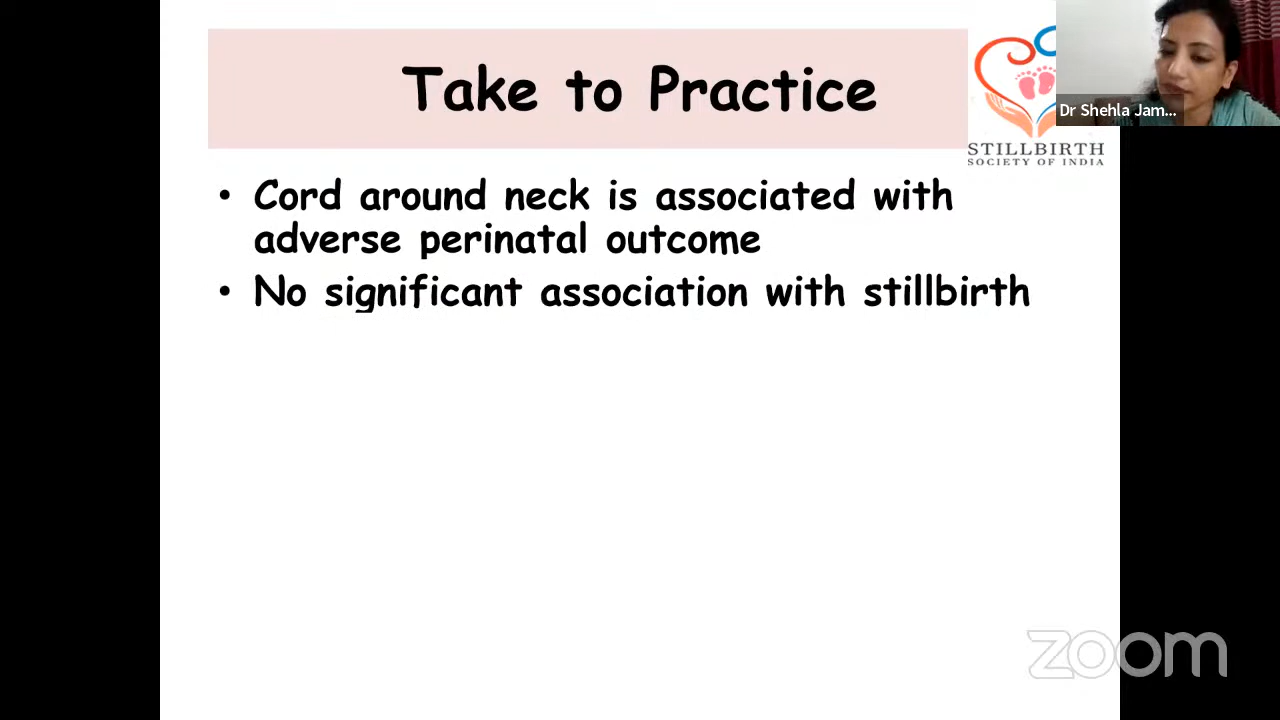 Take to Practice
Dr Shehla Jam...
STILLBIRTH
SOCIETY OF INDIA
• Cord around neck is associated with
adverse perinatal outcome
• No significant association with stillbirth
zoom